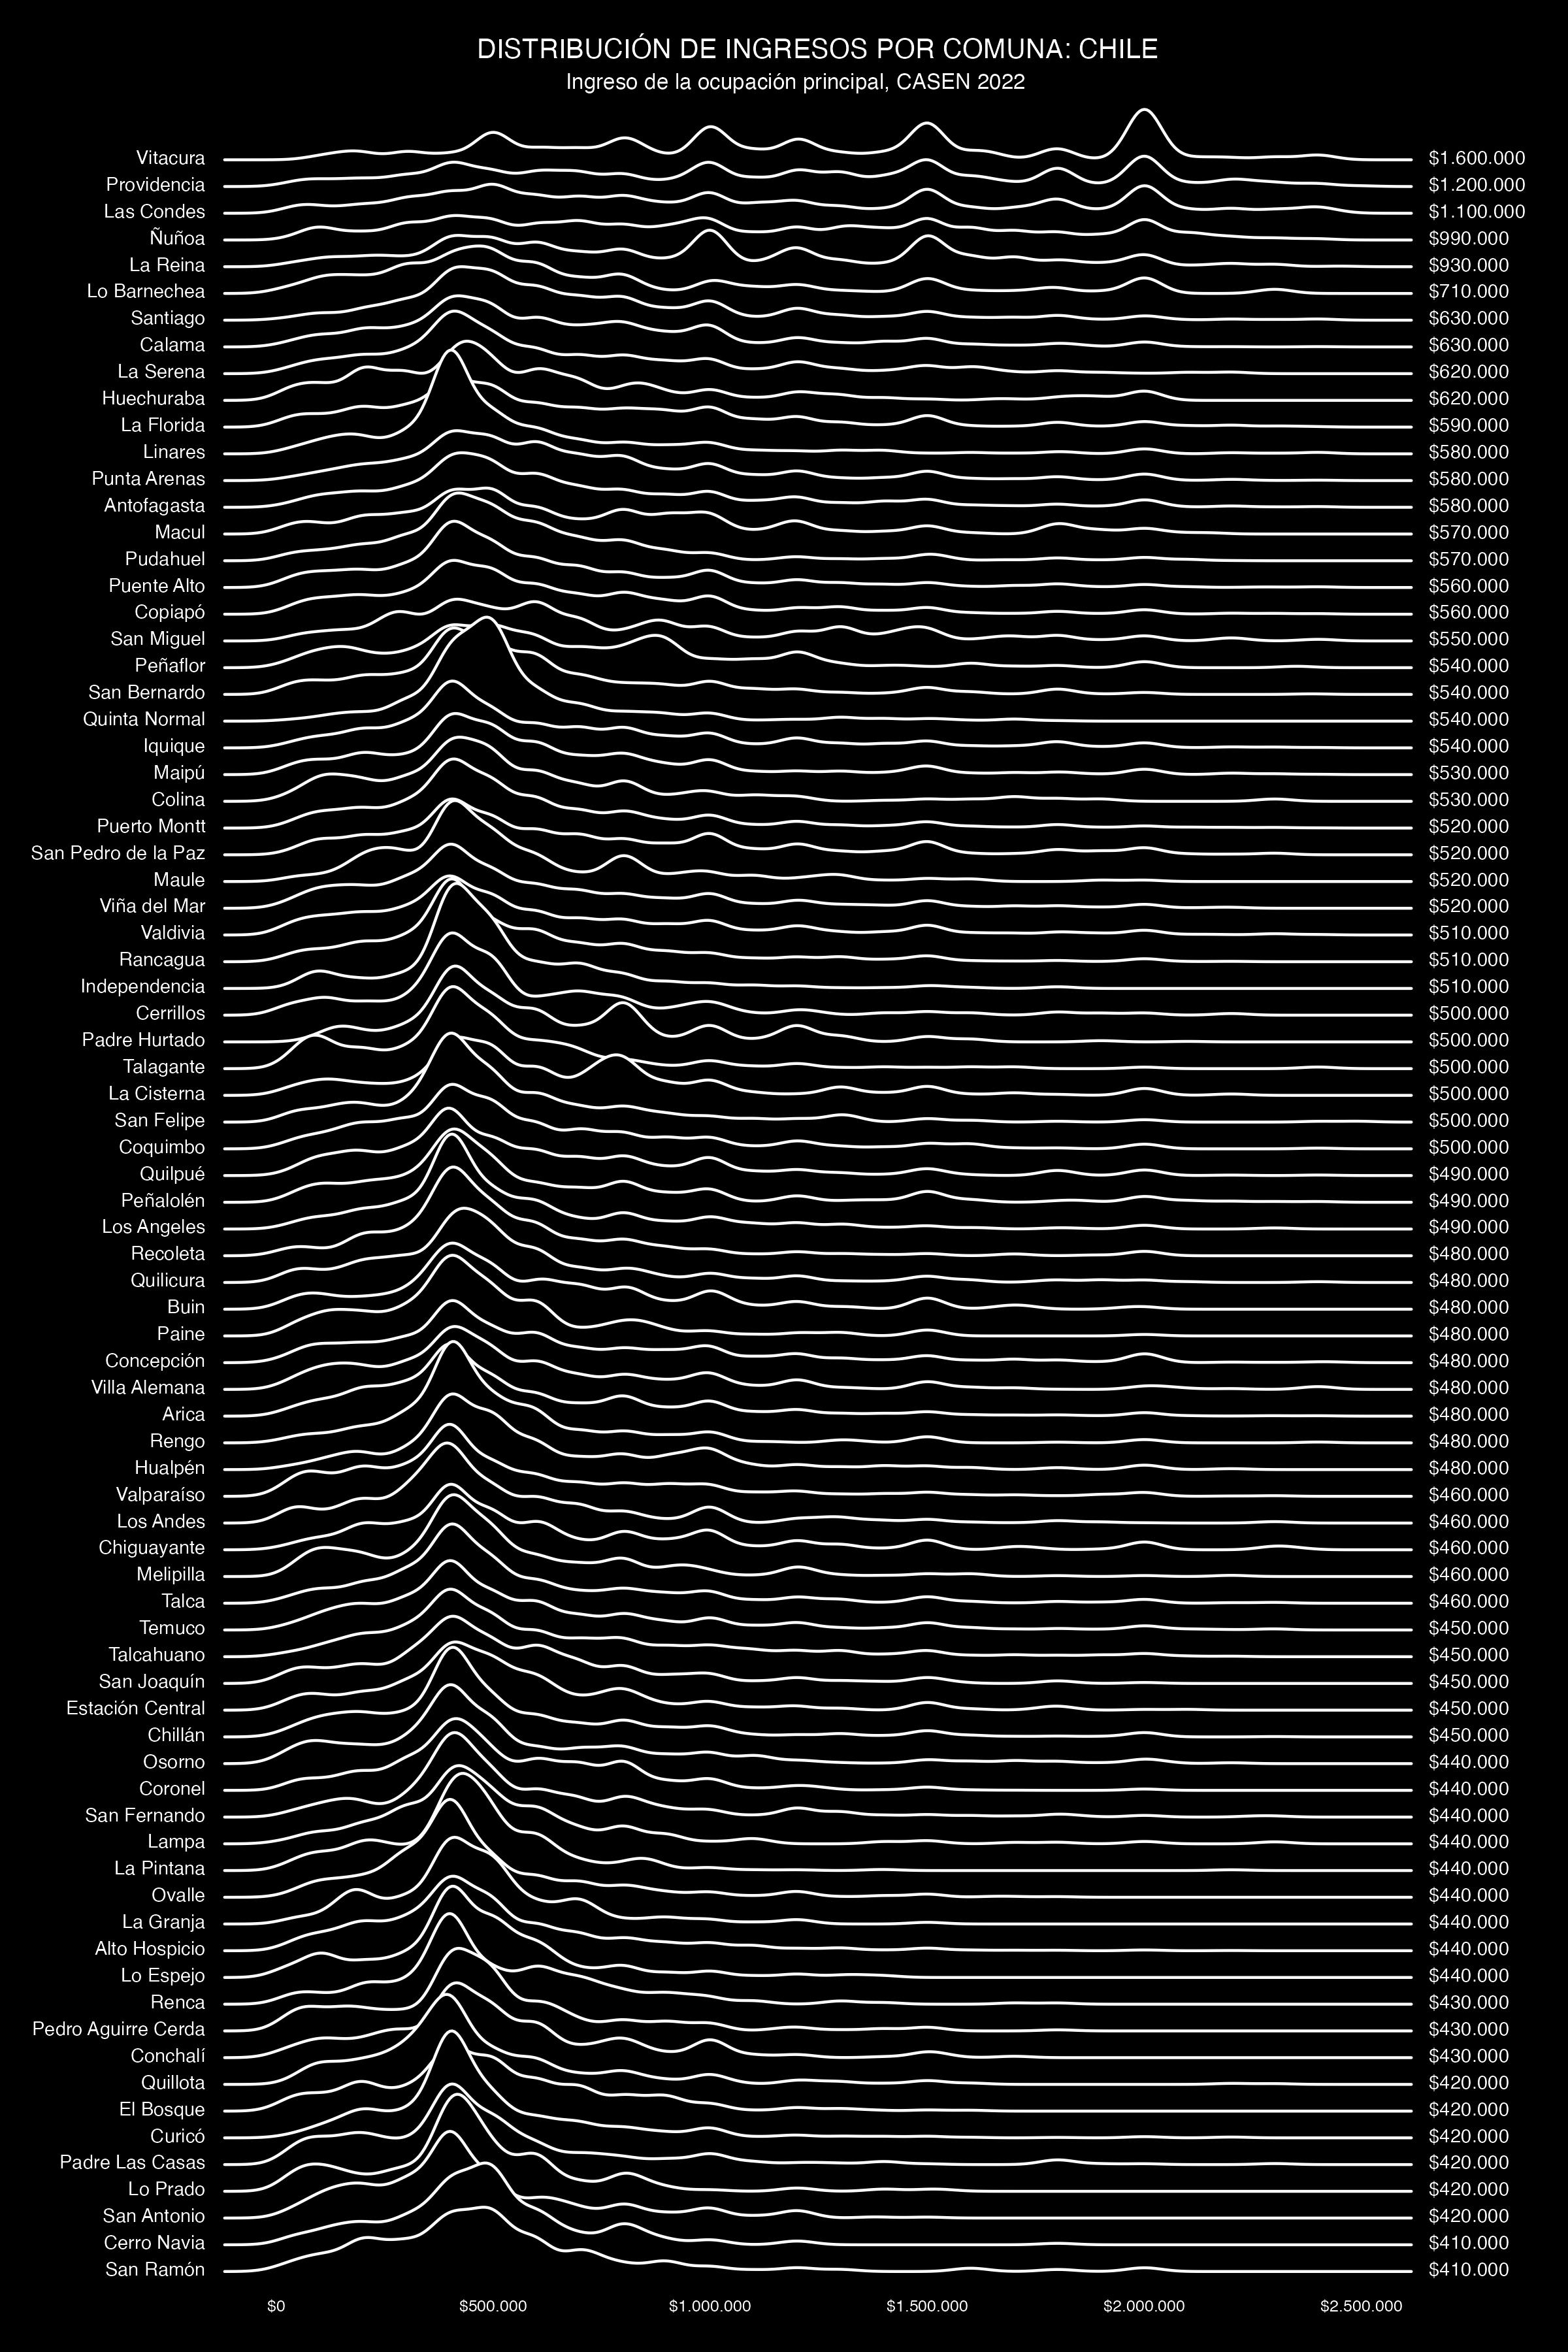 DISTRIBUCIÓN DE INGRESOS POR COMUNA: CHILE
Ingreso de la ocupación principal, CASEN 2022
Vitacura $1.600.000
Providencia $1.200.000
Las Condes $1.100.000
Ñuñoa $990.000
La Reina $930.000
Lo Barnechea $710.000
Santiago $630.000
Calama $630.000
La Serena $620.000
Huechuraba $620.000
La Florida $590.000
Linares $580.000
Punta Arenas $580.000
Antofagasta $580.000
Macul $570.000
Pudahuel $570.000
Puente Alto $560.000
Copiapó $560.000
San Miguel $550.000
Peñaflor $540.000
San Bernardo $540.000
Quinta Normal $540.000
Iquique $540.000
Maipú $530.000
Colina $530.000
Puerto Montt $520.000
San Pedro de la Paz $520.000
Maule $520.000
Viña del Mar $520.000
Valdivia $510.000
Rancagua $510.000
Independencia $510.000
Cerrillos $500.000
Padre Hurtado $500.000
Talagante $500.000
La Cisterna $500.000
San Felipe $500.000
Coquimbo $500.000
Quilpué $490.000
Peñalolén $490.000
Los Angeles $490.000
Recoleta $480.000
Quilicura $480.000
Buin $480.000
Paine $480.000
Concepción $480.000
Villa Alemana $480.000
Arica $480.000
Rengo $480.000
Hualpén $480.000
Valparaíso $460.000
Los Andes $460.000
Chiguayante $460.000
Melipilla $460.000
Talca $460.000
Temuco $450.000
Talcahuano $450.000
San Joaquín $450.000
Estación Central $450.000
Chillán $450.000
Osorno $440.000
Coronel $440.000
San Fernando $440.000
Lampa $440.000
La Pintana $440.000
Ovalle $440.000
La Granja $440.000
Alto Hospicio $440.000
Lo Espejo $440.000
Renca $430.000
Pedro Aguirre Cerda $430.000
Conchalí $430.000
Quillota $420.000
El Bosque $420.000
Curicó $420.000
Padre Las Casas $420.000
Lo Prado $420.000
San Antonio $420.000
Cerro Navia $410.000
San Ramón $410.000
$0 $500.000 $1.000.000 $1.500.000 $2.000.000 $2.500.000